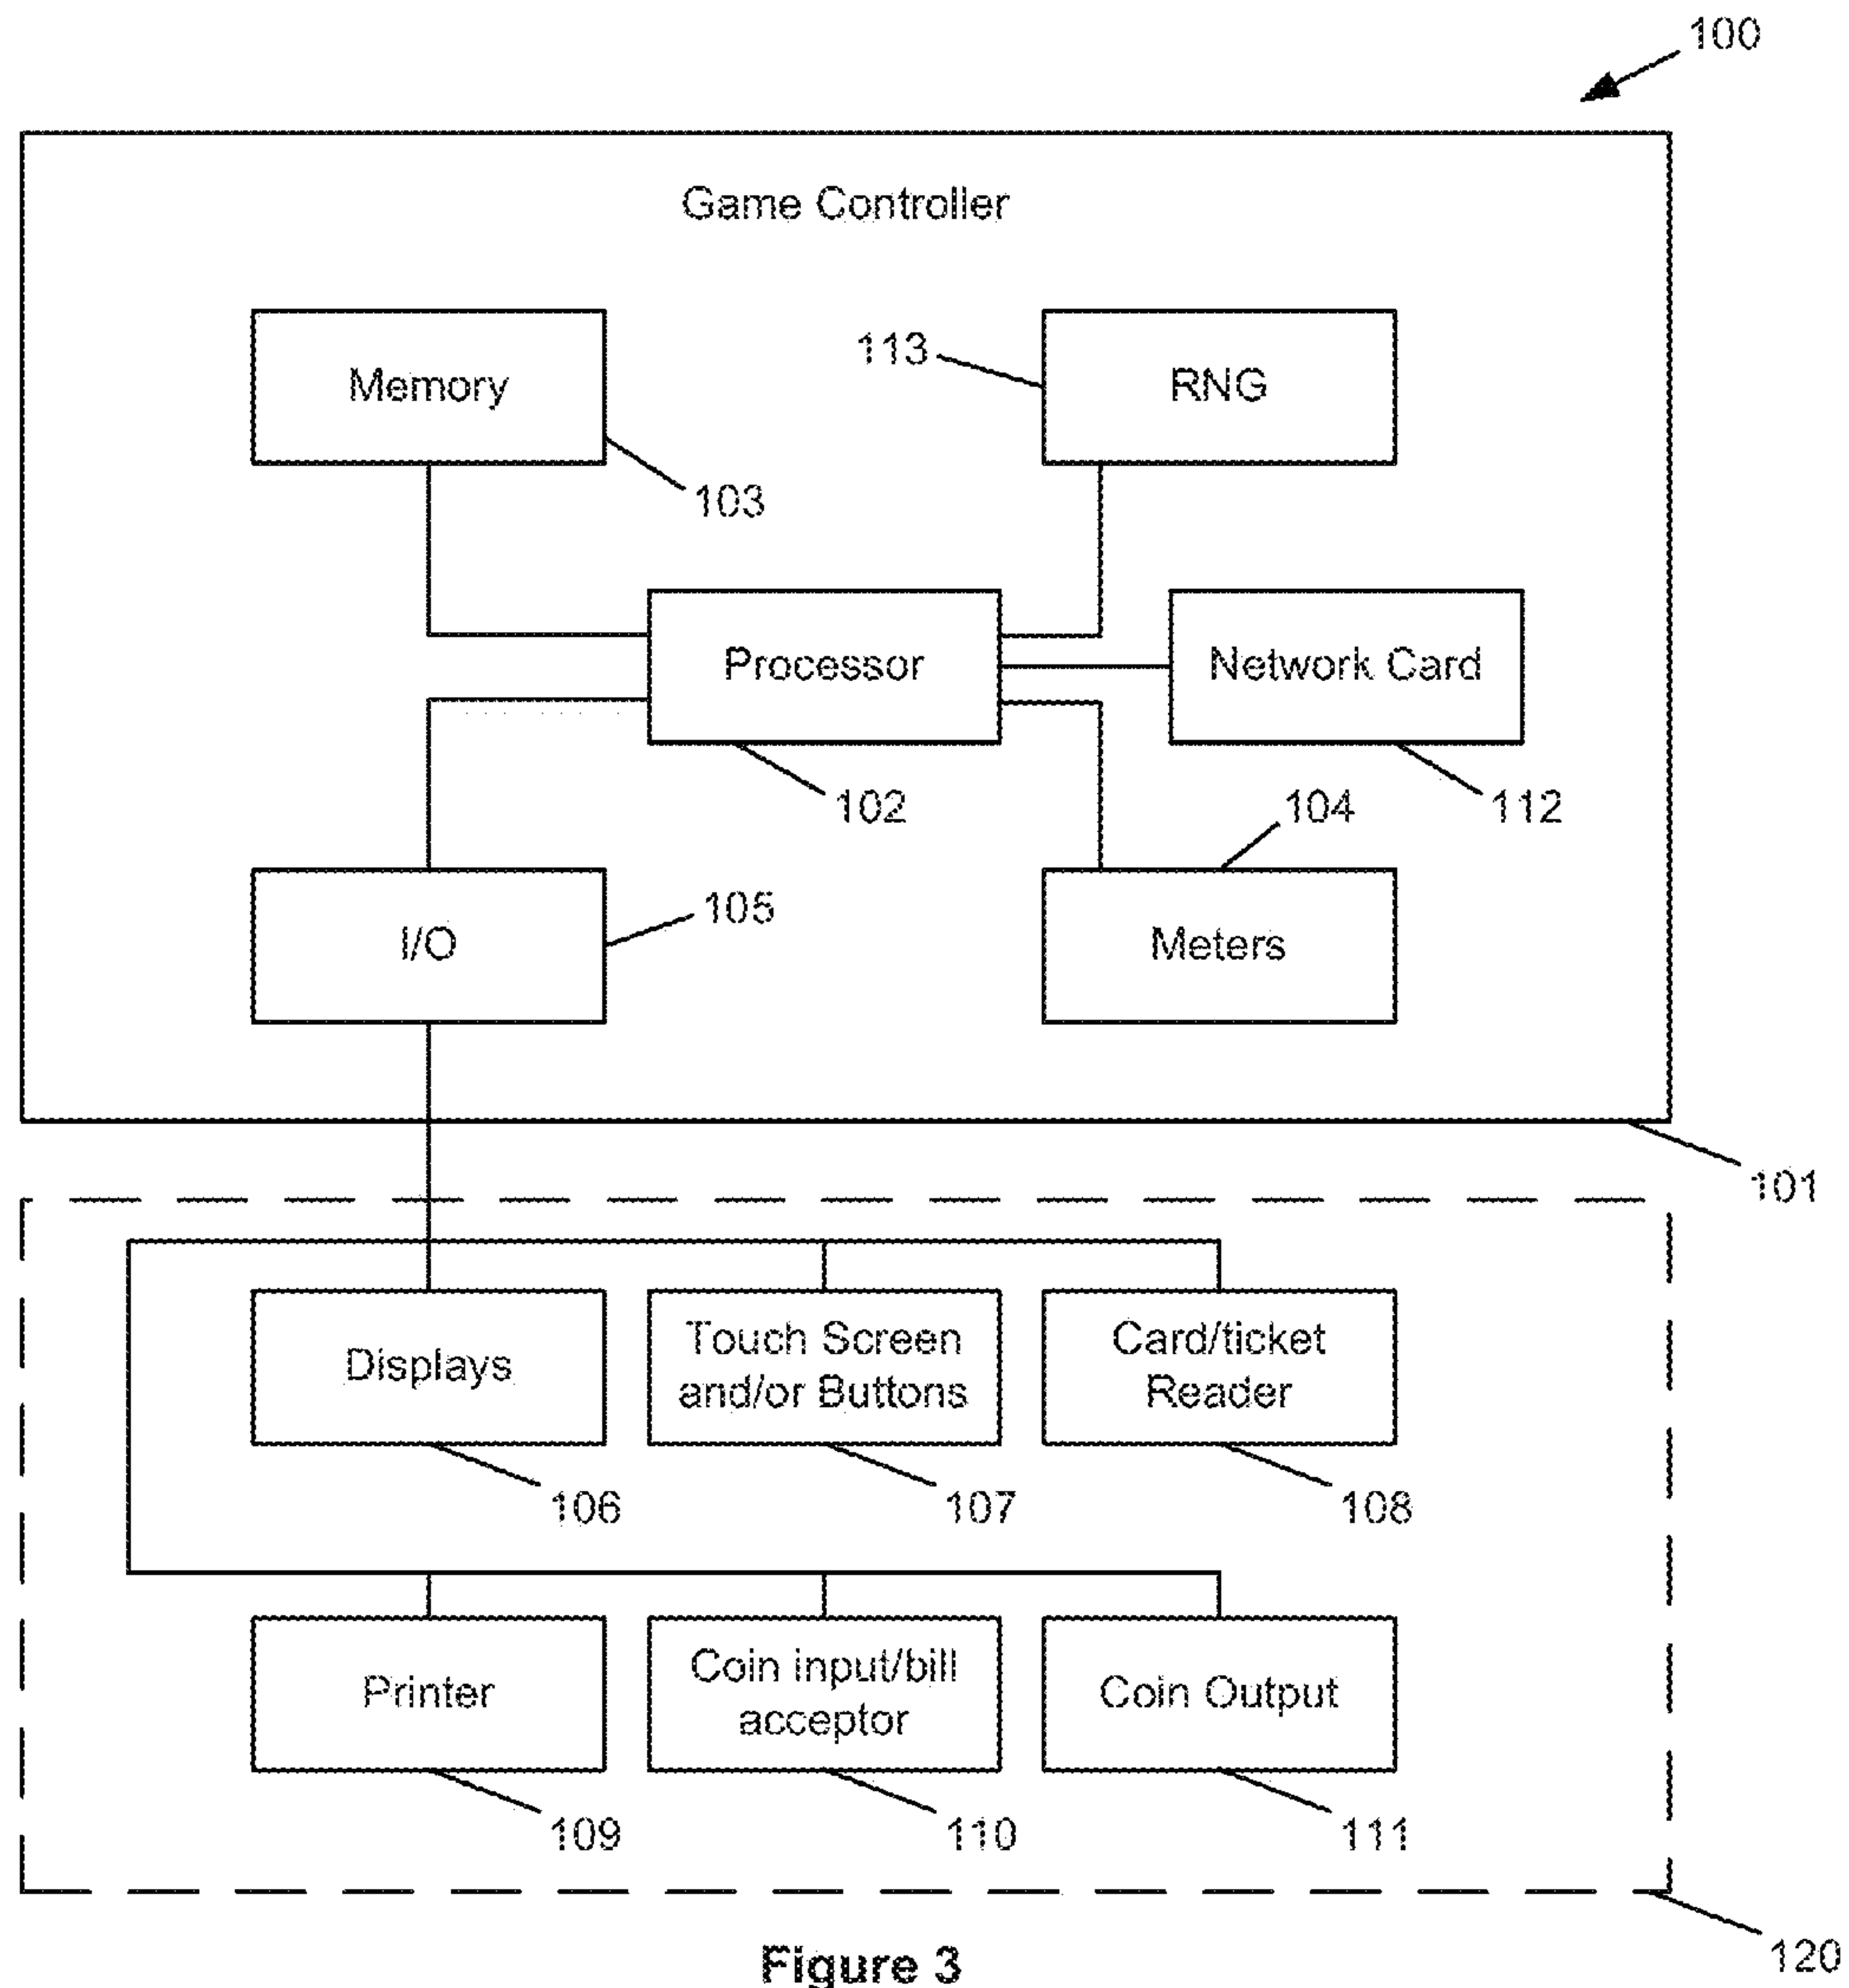 100
Game Controller
Memory
113
RNG
103
Processor
Network Card
102
104
112
I/O
105
Meters
101
Displays
Touch Screen
and/or Buttons
Card/ticket
Reader
106
107
108
Printer
Coin input/bill
acceptor
Coin Output
109
110
111
120
Figure 3